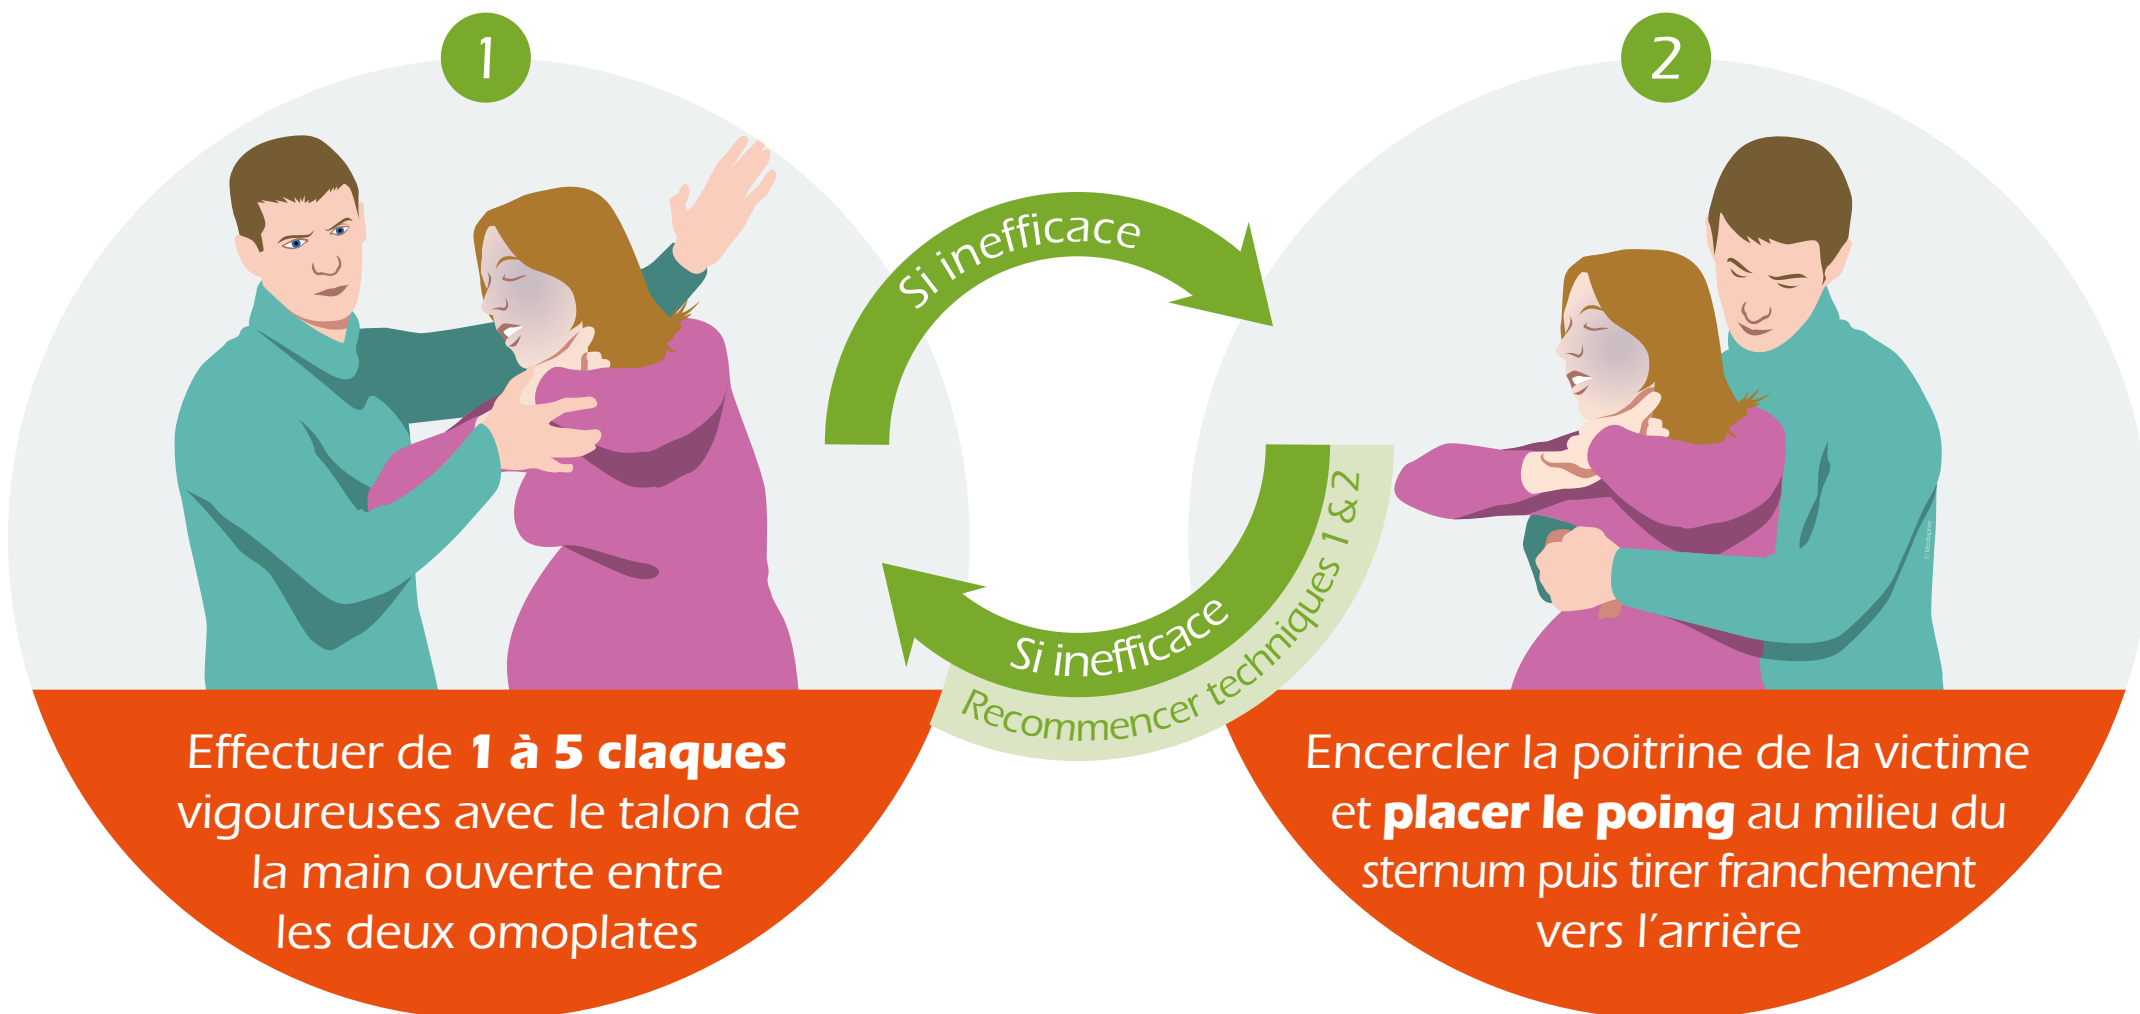 1
Effectuer de 1 à 5 claques
vigoureuses avec le talon de
la main ouverte entre
les deux omoplates
Si inefficace
2
Encercler la poitrine de la victime
et placer le poing au milieu du
sternum puis tirer franchement
vers l'arrière
Si inefficace
Recommencer techniques 1 & 2